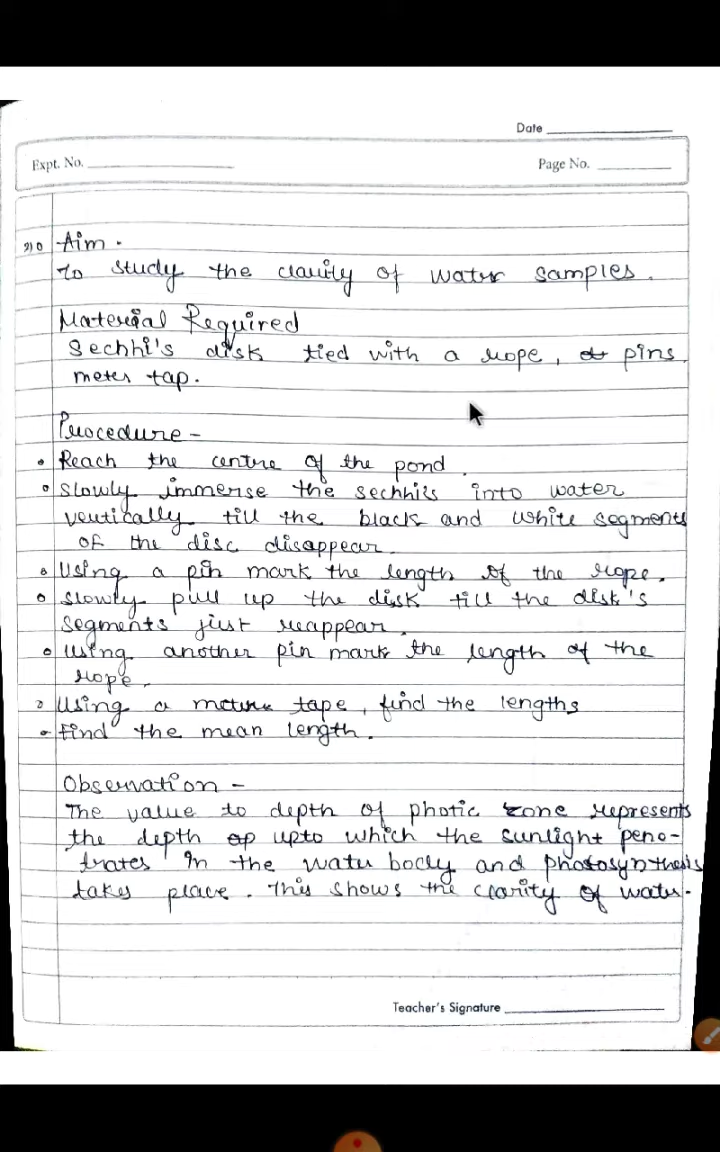 Date
Expt. No.
Page No.
Aim.
to study the clarity of water samples.
Material Required
Sechhi's disk tied with a rope, pins
meter tap.
Procedure -
Reach the centre of the pond.
Slowly immerse the sechhi's into water
vertically till the black and white segments
of the disc disappear.
Using a pin mark the length of the rope.
Slowly pull up the disk till the disk's
segments just reappear.
Using another pin mark the length of the
rope.
Using a tape, find the lengths
Find the mean length.
Observation -
The value to depth of photic zone represents
the depth upto which the sunlight pene-
trates in the water body and photosynthesis
takes place. This shows the clarity of water.
Teacher's Signature